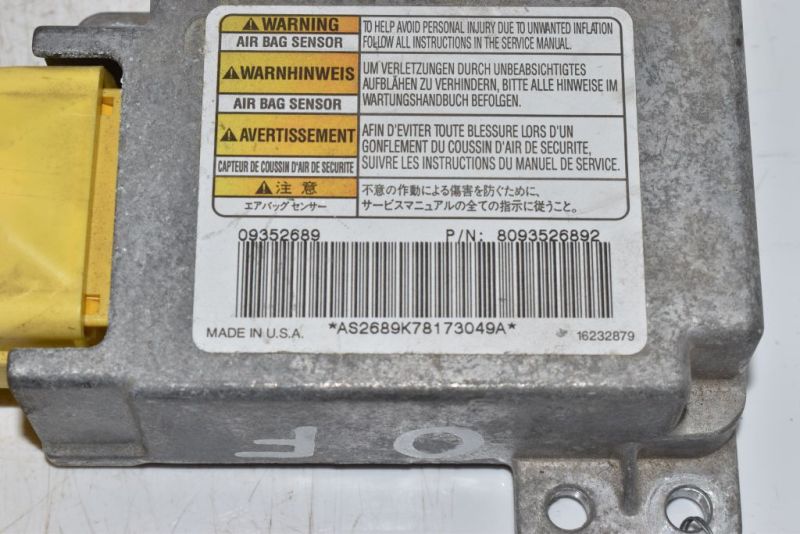 ⚠ WARNING
AIR BAG SENSOR
TO HELP AVOID PERSONAL INJURY DUE TO UNWANTED INFLATION
FOLLOW ALL INSTRUCTIONS IN THE SERVICE MANUAL.
⚠ WARNHINWEIS
AIR BAG SENSOR
UM VERLETZUNGEN DURCH UNBEABSICHTIGTES
AUFBLÄHEN ZU VERHINDERN, BITTE ALLE HINWEISE IM
WARTUNGSHANDBUCH BEFOLGEN.
⚠ AVERTISSEMENT
CAPTEUR DE COUSSIN D'AIR DE SECURITE
AFIN D'EVITER TOUTE BLESSURE LORS D'UN
GONFLEMENT DU COUSSIN D'AIR DE SECURITE,
SUIVRE LES INSTRUCTIONS DU MANUEL DE SERVICE.
⚠ 注意
エアバッグ センサー
不意の作動による傷害を防ぐために、
サービスマニュアルの全ての指示に従うこと。
09352689 P/N: 8093526892
MADE IN U.S.A. *AS2689K78173049A* 16232879
O F